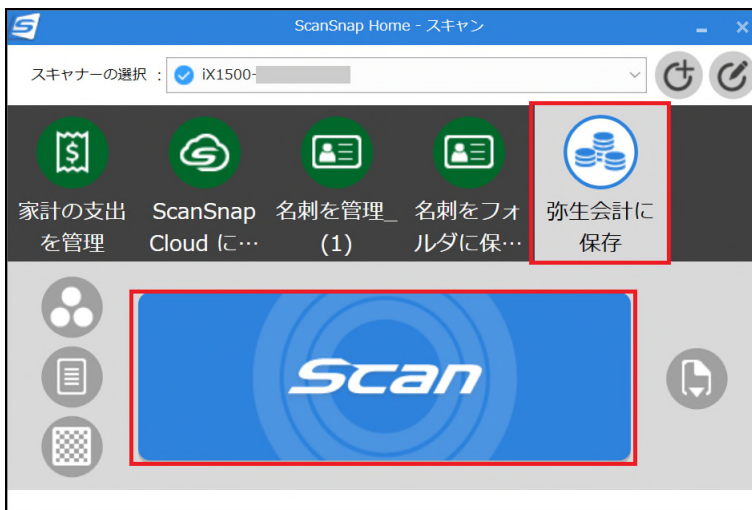 ScanSnap Home - スキャン
スキャナーの選択 : iX1500-
家計の支出
を管理
ScanSnap
Cloud に…
名刺を管理_
(1)
名刺をフォ
ルダに保…
弥生会計に
保存
Scan